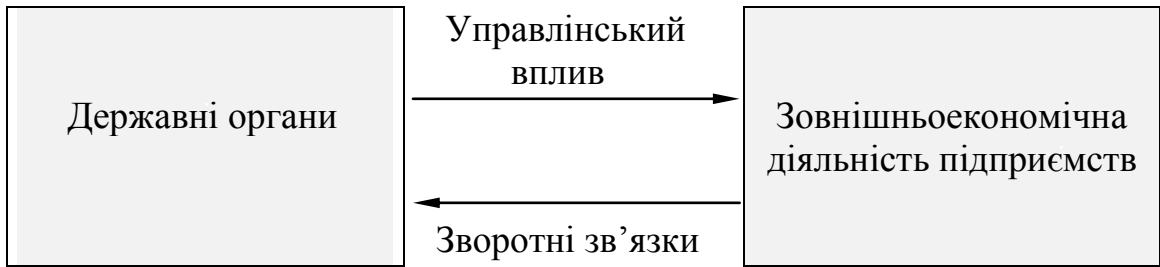 Державні органи
Управлінський
вплив
Зворотні зв’язки
Зовнішньоекономічна
діяльність підприємств